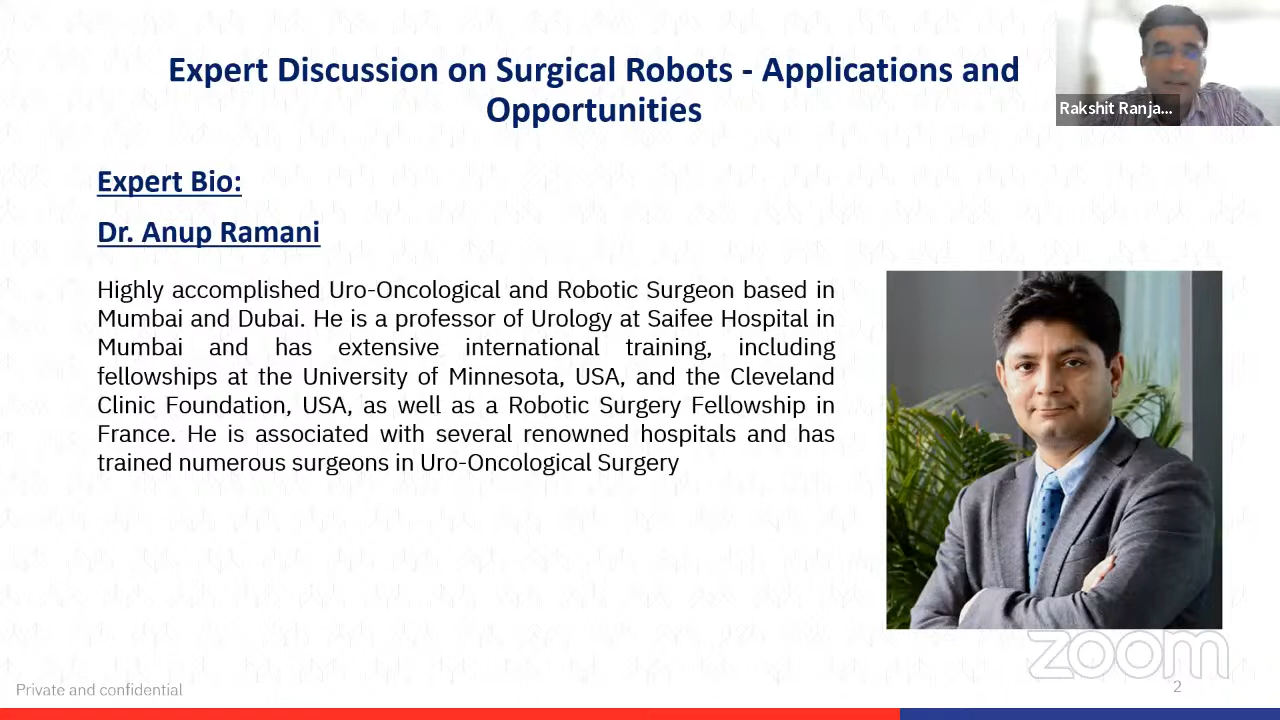 Expert Discussion on Surgical Robots - Applications and
Opportunities
Rakshit Ranja...
Expert Bio:
Dr. Anup Ramani
Highly accomplished Uro-Oncological and Robotic Surgeon based in
Mumbai and Dubai. He is a professor of Urology at Saifee Hospital in
Mumbai and has extensive international training, including
fellowships at the University of Minnesota, USA, and the Cleveland
Clinic Foundation, USA, as well as a Robotic Surgery Fellowship in
France. He is associated with several renowned hospitals and has
trained numerous surgeons in Uro-Oncological Surgery
zoom
Private and confidential
2